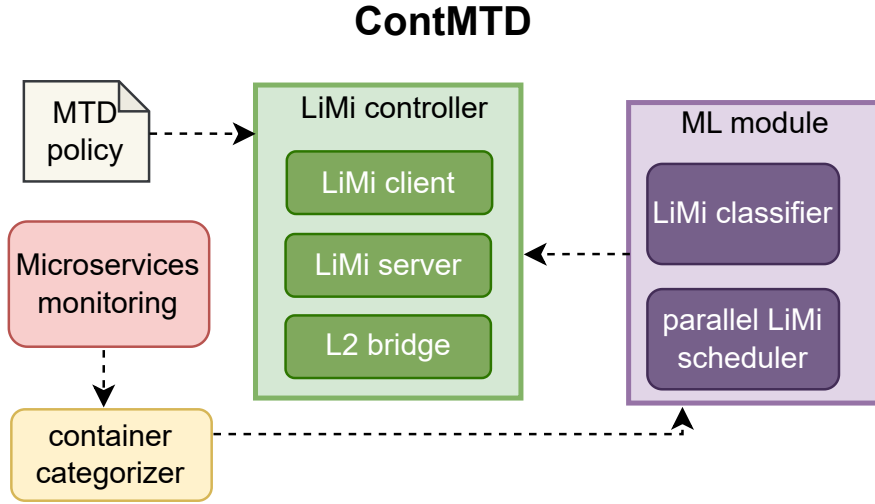 ContMTD
MTD
policy
LiMi controller
LiMi client
LiMi server
L2 bridge
ML module
LiMi classifier
parallel LiMi
scheduler
Microservices
monitoring
container
categorizer